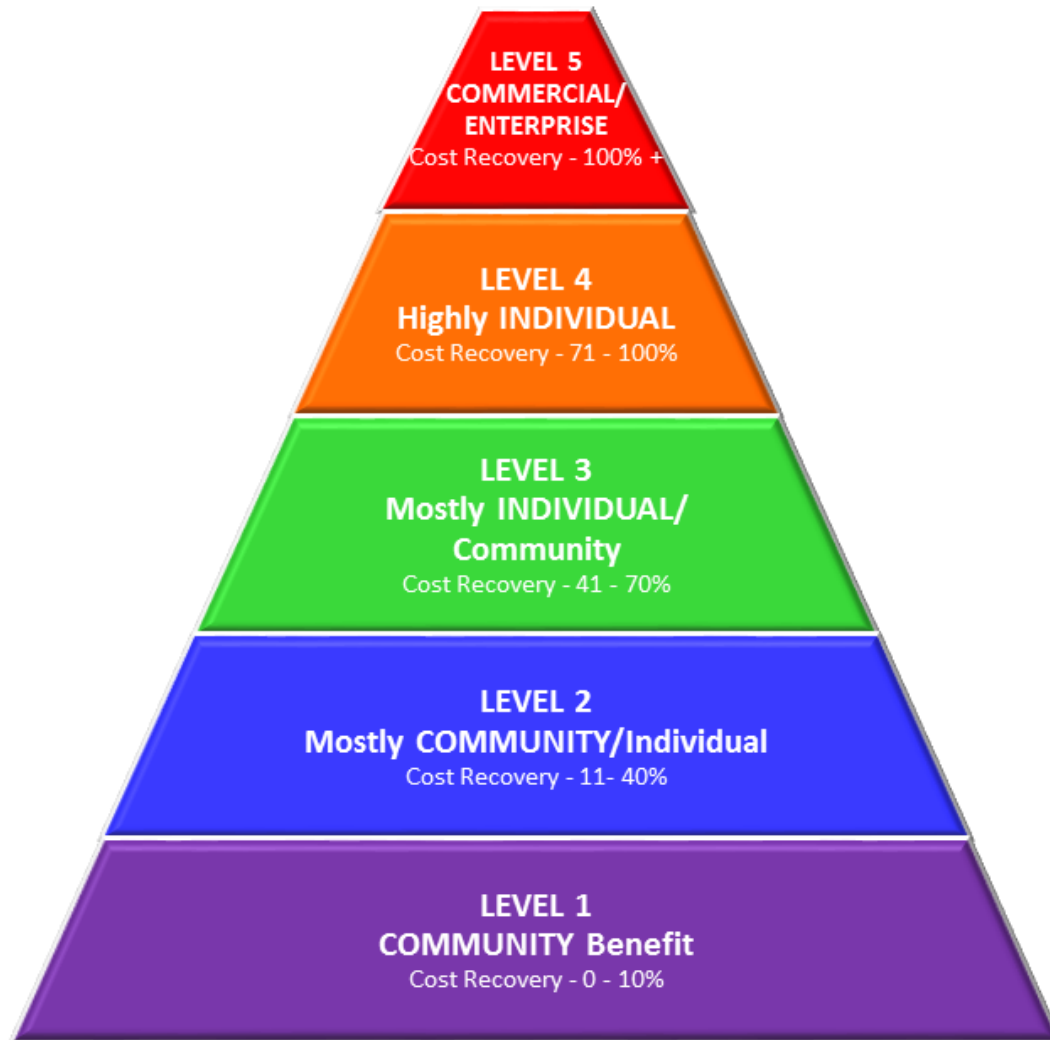 LEVEL 5
COMMERCIAL/
ENTERPRISE
Cost Recovery - 100% +
LEVEL 4
Highly INDIVIDUAL
Cost Recovery - 71 - 100%
LEVEL 3
Mostly INDIVIDUAL/
Community
Cost Recovery - 41 - 70%
LEVEL 2
Mostly COMMUNITY/Individual
Cost Recovery - 11- 40%
LEVEL 1
COMMUNITY Benefit
Cost Recovery - 0 - 10%